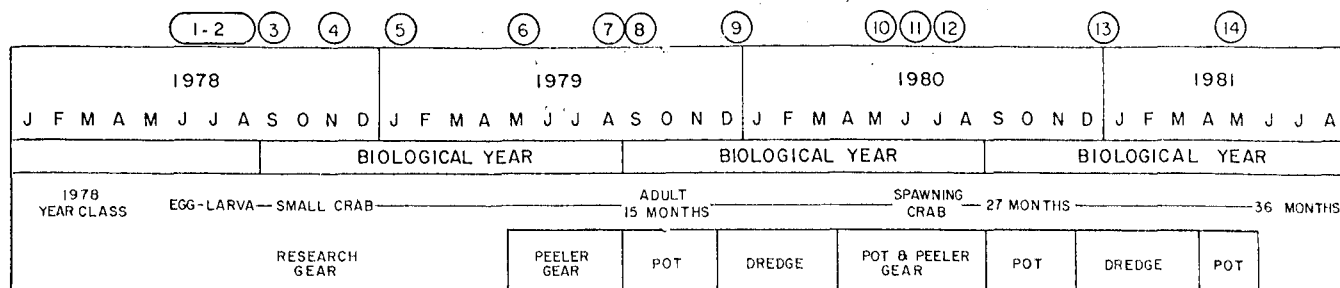 1-2 3 4 5 6 7 8 9 10 11 12 13 14
1978 1979 1980 1981
J F M A M J J A S O N D J F M A M J J A S O N D J F M A M J J A S O N D J F M A M J J A
BIOLOGICAL YEAR BIOLOGICAL YEAR BIOLOGICAL YEAR
1978
YEAR CLASS
EGG-LARVA — SMALL CRAB
ADULT
15 MONTHS
SPAWNING
CRAB
27 MONTHS
36 MONTHS
RESEARCH
GEAR
PEELER
GEAR
POT
DREDGE
POT & PEELER
GEAR
POT
DREDGE
POT